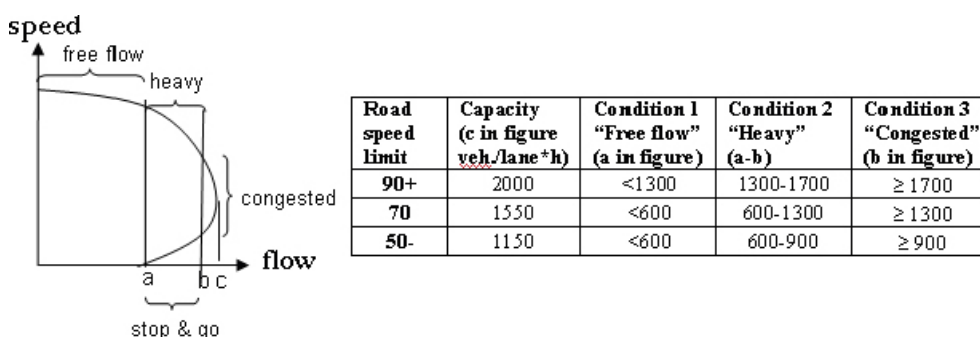 speed
free flow
heavy
congested
flow
a
b c
stop & go
Road speed limit | Capacity (c in figure veh./lane*h) | Condition 1 “Free flow” (a in figure) | Condition 2 “Heavy” (a-b) | Condition 3 “Congested” (b in figure)
90+ | 2000 | <1300 | 1300-1700 | ≥ 1700
70 | 1550 | <600 | 600-1300 | ≥ 1300
50- | 1150 | <600 | 600-900 | ≥ 900